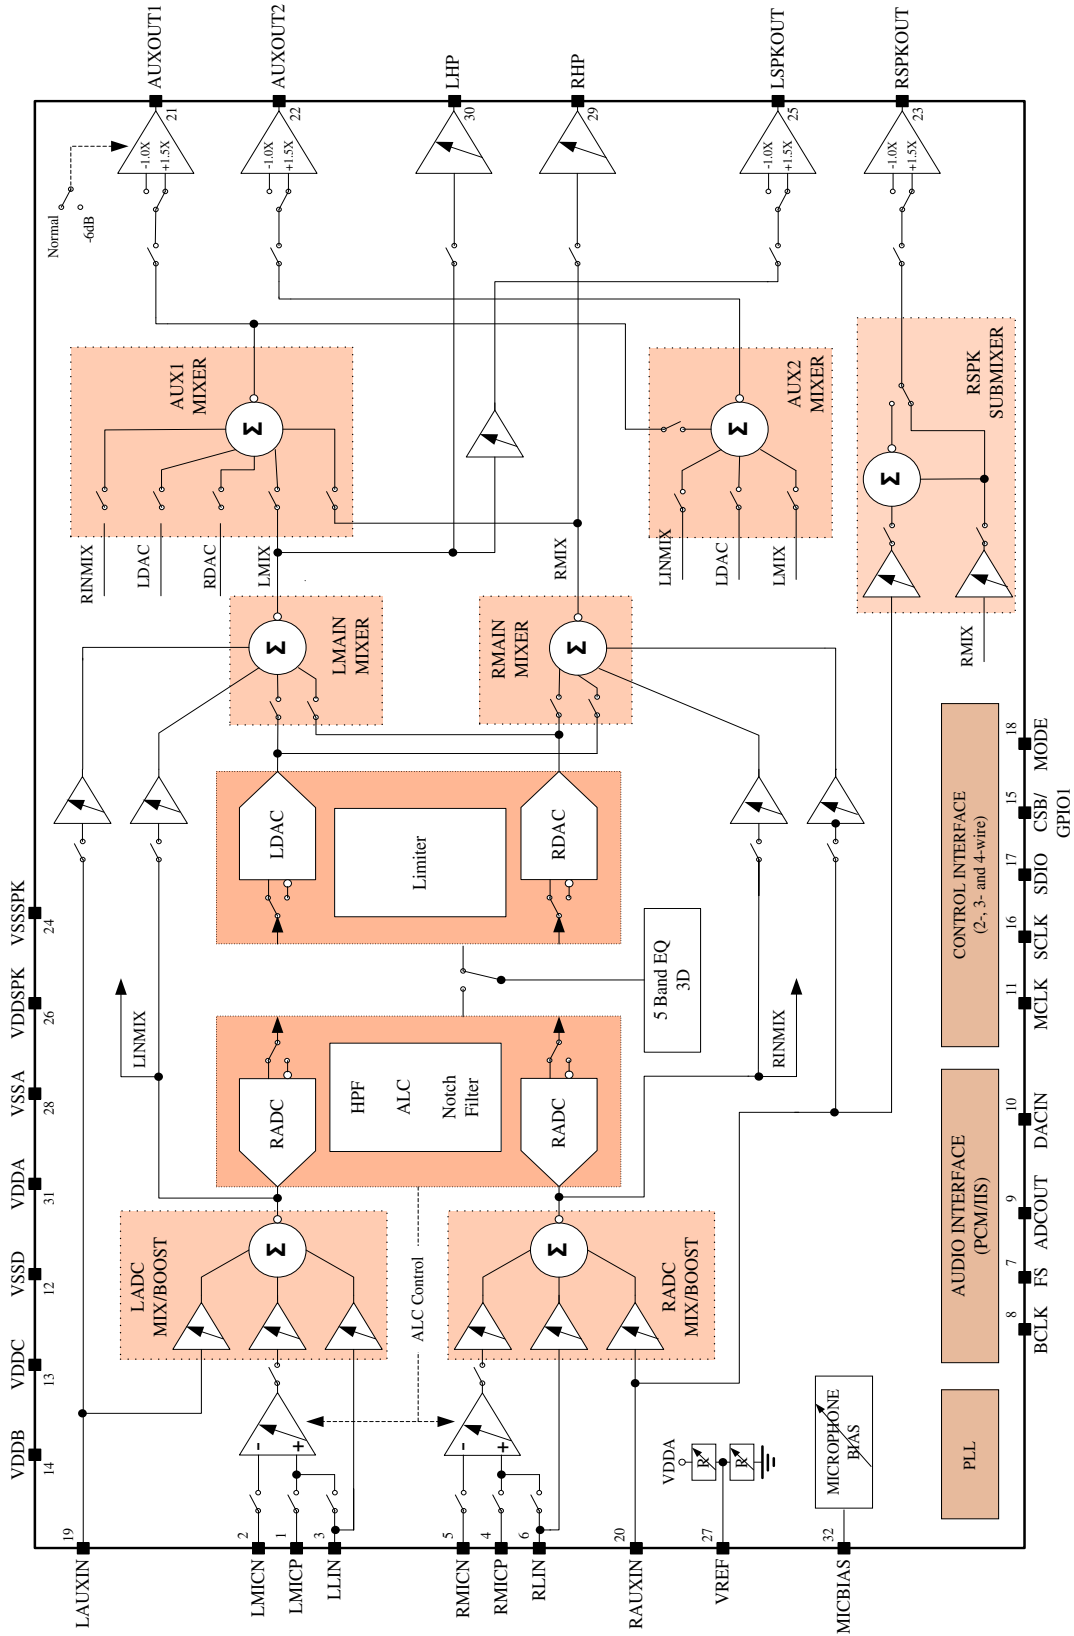 AUXOUT1
AUXOUT2
LHP
RHP
LSPKOUT
RSPKOUT
21
22
30
29
25
23
-1.0X
+1.5X
-1.0X
+1.5X
-1.0X
+1.5X
-1.0X
+1.5X
Normal
-6dB
AUX1
MIXER
Σ
RINMIX
LDAC
RDAC
LMIX
RMIX
AUX2
MIXER
Σ
LINMIX
LDAC
LMIX
RSPK
SUBMIXER
Σ
RMIX
LMAIN
MIXER
Σ
RMAIN
MIXER
Σ
LDAC
Limiter
RDAC
5 Band EQ
3D
LINMIX
RINMIX
RADC
HPF
ALC
Notch
Filter
RADC
LADC
MIX/BOOST
Σ
RADC
MIX/BOOST
Σ
ALC Control
-
+
-
+
VDDA
R
R
MICROPHONE
BIAS
PLL
AUDIO INTERFACE
(PCM/IIS)
CONTROL INTERFACE
(2-, 3- and 4-wire)
VDDB
14
VDDC
13
VSSD
12
VDDA
31
VSSA
28
VDDSPK
26
VSSSPK
24
LAUXIN
19
LMICN
2
LMICP
1
LLIN
3
RMICN
5
RMICP
4
RLIN
6
RAUXIN
20
VREF
27
MICBIAS
32
8
BCLK
7
FS
9
ADCOUT
10
DACIN
11
MCLK
16
SCLK
17
SDIO
15
CSB/
GPIO1
18
MODE